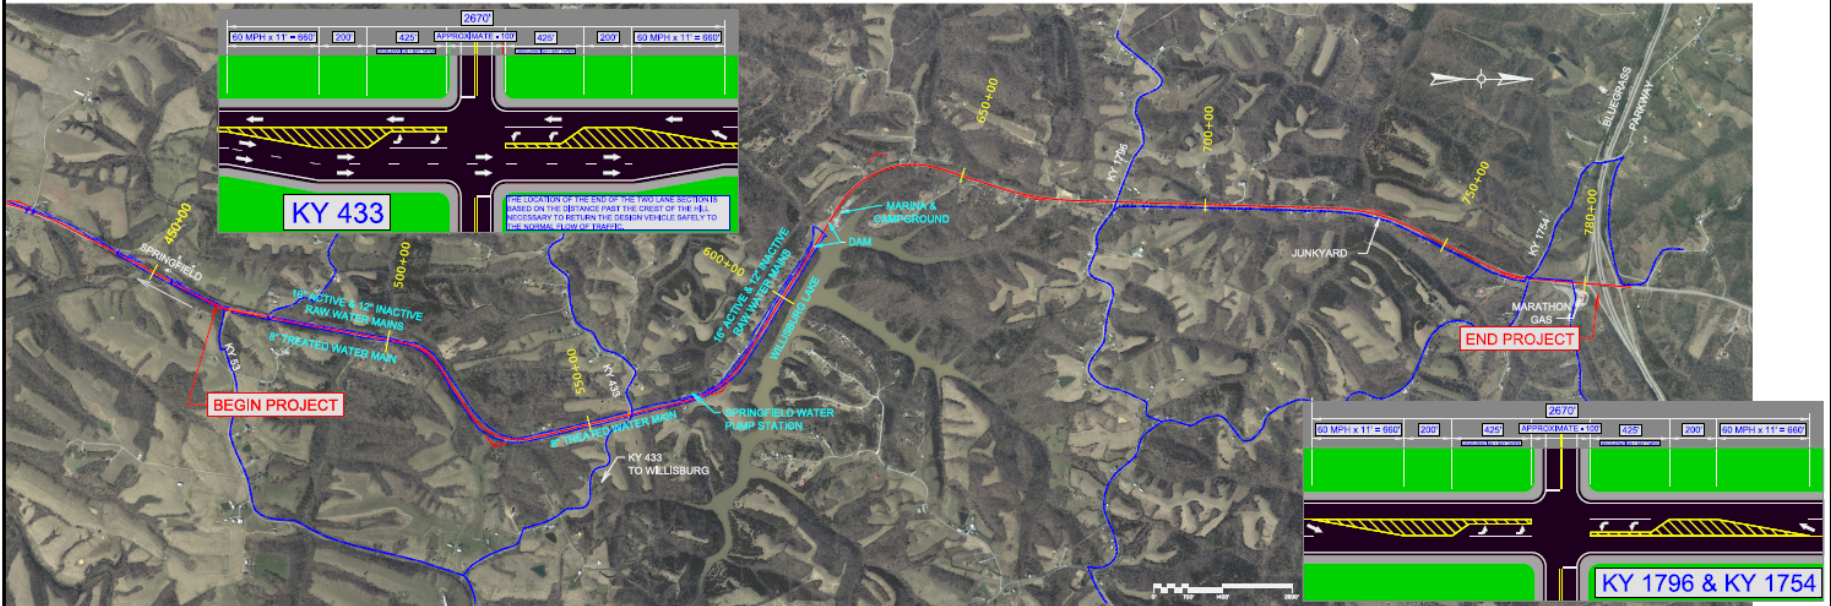 2670'
60 MPH x 11' = 660'
200'
425'
APPROXIMATE = 100'
425'
200'
60 MPH x 11' = 660'
KY 433
THE LOCATION OF THE END OF THE TWO LANE SECTION IS
BASED ON THE DISTANCE PAST THE CREST OF THE HILL
NECESSARY TO RETURN THE DESIGN VEHICLE SAFELY TO
THE NORMAL FLOW OF TRAFFIC.
450+00
SPRINGFIELD
500+00
16" ACTIVE & 12" INACTIVE
RAW WATER MAINS
8" TREATED WATER MAIN
KY 53
BEGIN PROJECT
550+00
KY 433
8" TREATED WATER MAIN
KY 433
TO WILLISBURG
SPRINGFIELD WATER
PUMP STATION
600+00
16" ACTIVE & 12" INACTIVE
RAW WATER MAINS
WILLISBURG LAKE
DAM
MARINA &
CAMPGROUND
650+00
KY 1796
700+00
JUNKYARD
750+00
KY 1754
780+00
BLUEGRASS
PARKWAY
MARATHON
GAS
END PROJECT
0'
700'
1400'
2800'
2670'
60 MPH x 11' = 660'
200'
425'
APPROXIMATE = 100'
425'
200'
60 MPH x 11' = 660'
KY 1796 & KY 1754